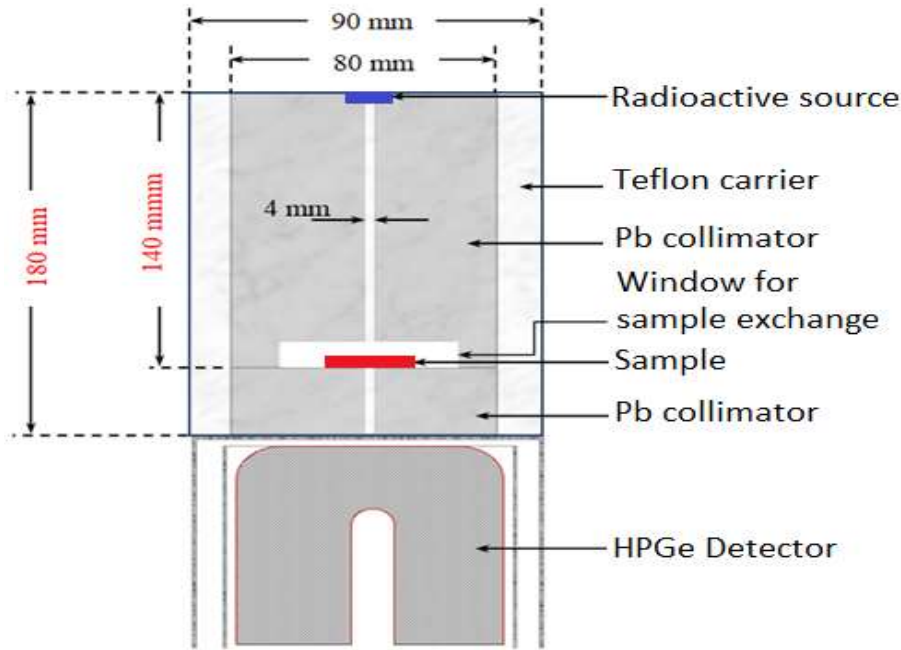 90 mm
80 mm
Radioactive source
Teflon carrier
4 mm
Pb collimator
180 mm
140 mmm
Window for
sample exchange
Sample
Pb collimator
HPGe Detector